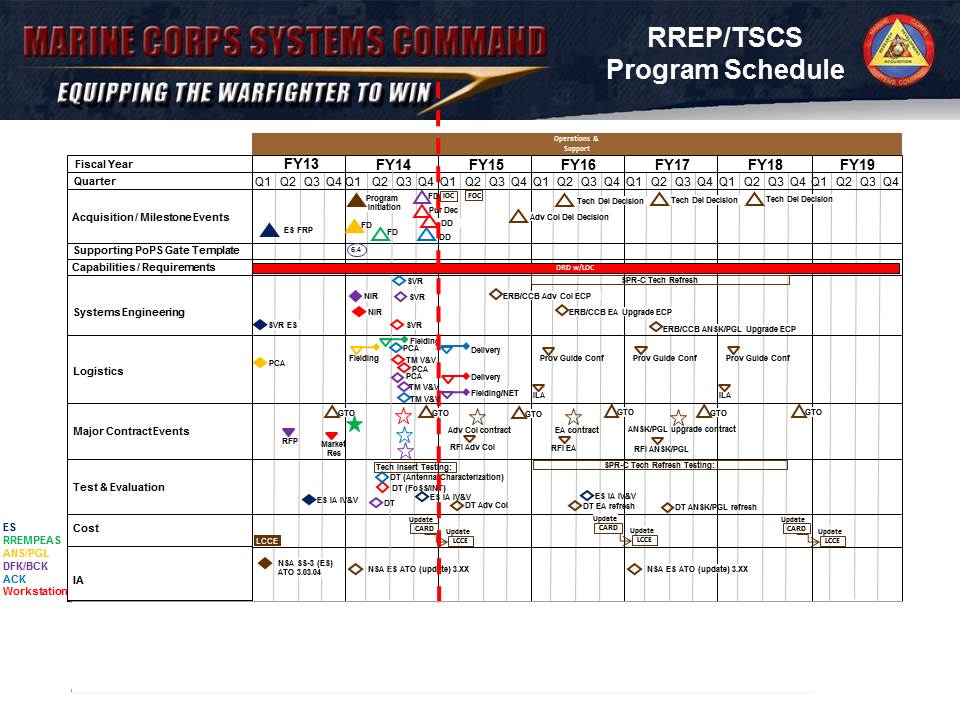 MARINE CORPS SYSTEMS COMMAND
EQUIPPING THE WARFIGHTER TO WIN
RREP/TSCS
Program Schedule
Operations &
Support
Fiscal Year FY13 FY14 FY15 FY16 FY17 FY18 FY19
Quarter Q1 Q2 Q3 Q4 Q1 Q2 Q3 Q4 Q1 Q2 Q3 Q4 Q1 Q2 Q3 Q4 Q1 Q2 Q3 Q4 Q1 Q2 Q3 Q4 Q1 Q2 Q3 Q4
Acquisition / Milestone Events
ES FRP
Program
Initiation
FD
FD
FD
Pur Dec
DD
DD
IOC
FOC
Adv Col Del Decision
Tech Del Decision
Tech Del Decision
Tech Del Decision
Supporting PoPS Gate Template
6.4
Capabilities / Requirements
ORD w/LOC
Systems Engineering
SVR ES
NIR
NIR
SVR
SVR
SVR
ERB/CCB Adv Col ECP
SPR-C Tech Refresh
ERB/CCB EA Upgrade ECP
ERB/CCB ANSK/PGL Upgrade ECP
Logistics
PCA
Fielding
Fielding
PCA
TM V&V
PCA
PCA
TM V&V
TM V&V
Delivery
Delivery
Fielding/NET
Prov Guide Conf
ILA
Prov Guide Conf
Prov Guide Conf
ILA
Major Contract Events
RFP
GTO
Market
Res
GTO
Adv Col contract
RFI Adv Col
GTO
EA contract
RFI EA
GTO
ANSK/PGL upgrade contract
RFI ANSK/PGL
GTO
GTO
Test & Evaluation
ES IA IV&V
Tech Insert Testing:
DT (Antenna Characterization)
DT (FoSS/INT)
DT
ES IA IV&V
DT Adv Col
SPR-C Tech Refresh Testing:
ES IA IV&V
DT EA refresh
DT ANSK/PGL refresh
Cost
LCCE
Update
CARD
Update
LCCE
Update
CARD
Update
LCCE
Update
CARD
Update
LCCE
IA
NSA SS-3 (ES)
ATO 3.03.04
NSA ES ATO (update) 3.XX
NSA ES ATO (update) 3.XX
ES
RREMPEAS
ANS/PGL
DFK/BCK
ACK
Workstation